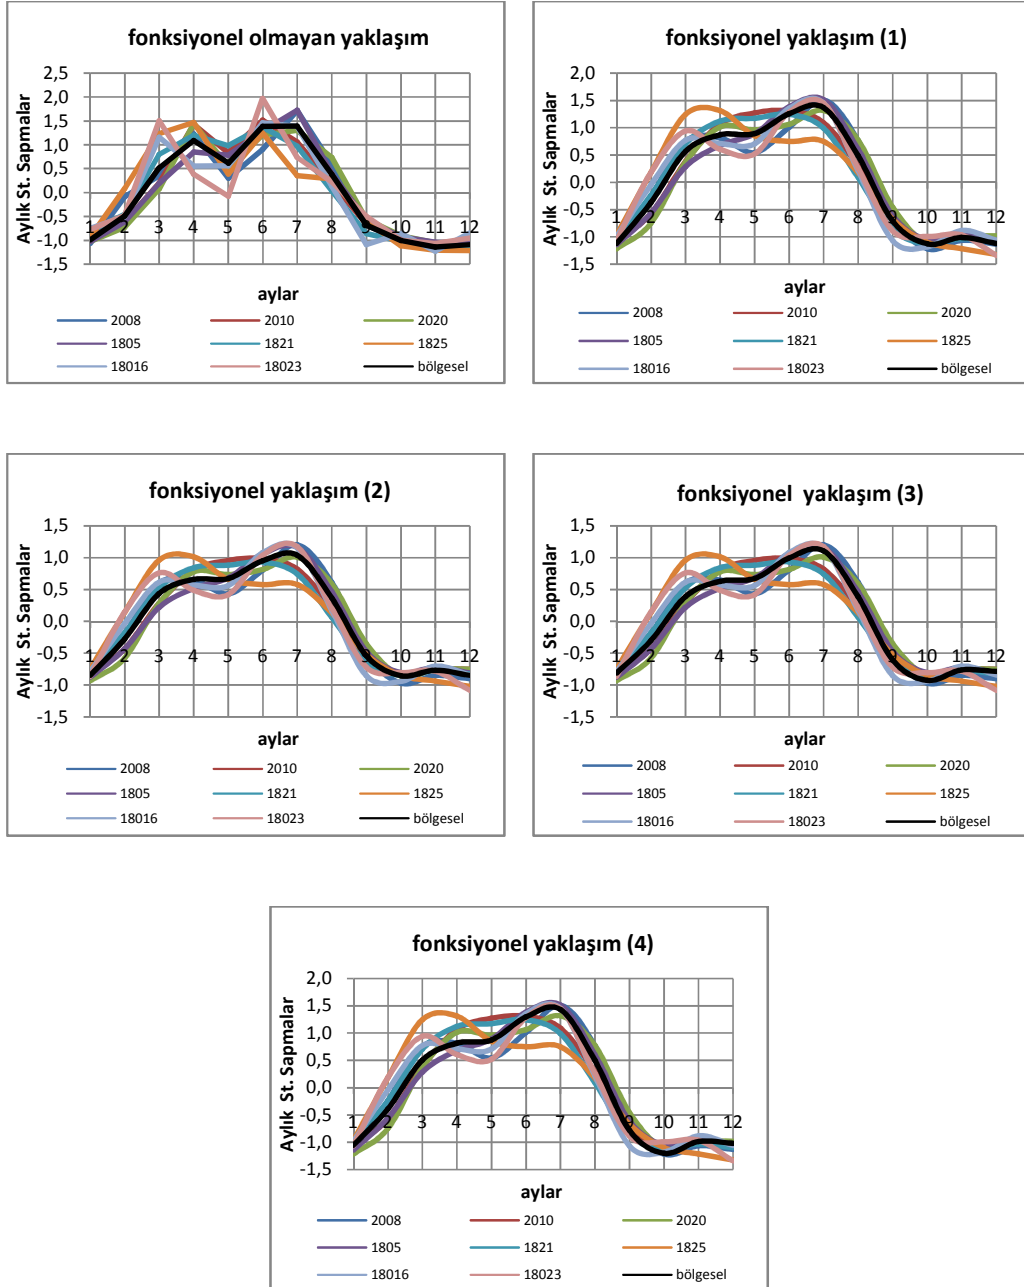 fonksiyonel olmayan yaklaşım
Aylık St. Sapmalar
2,5
2,0
1,5
1,0
0,5
0,0
-0,5
-1,0
-1,5
1 2 3 4 5 6 7 8 9 10 11 12
aylar
2008 2010 2020
1805 1821 1825
18016 18023 bölgesel
fonksiyonel yaklaşım (1)
Aylık St. Sapmalar
2,0
1,5
1,0
0,5
0,0
-0,5
-1,0
-1,5
1 2 3 4 5 6 7 8 9 10 11 12
aylar
2008 2010 2020
1805 1821 1825
18016 18023 bölgesel
fonksiyonel yaklaşım (2)
Aylık St. Sapmalar
1,5
1,0
0,5
0,0
-0,5
-1,0
-1,5
1 2 3 4 5 6 7 8 9 10 11 12
aylar
2008 2010 2020
1805 1821 1825
18016 18023 bölgesel
fonksiyonel yaklaşım (3)
Aylık St. Sapmalar
1,5
1,0
0,5
0,0
-0,5
-1,0
-1,5
1 2 3 4 5 6 7 8 9 10 11 12
aylar
2008 2010 2020
1805 1821 1825
18016 18023 bölgesel
fonksiyonel yaklaşım (4)
Aylık St. Sapmalar
2,0
1,5
1,0
0,5
0,0
-0,5
-1,0
-1,5
1 2 3 4 5 6 7 8 9 10 11 12
aylar
2008 2010 2020
1805 1821 1825
18016 18023 bölgesel